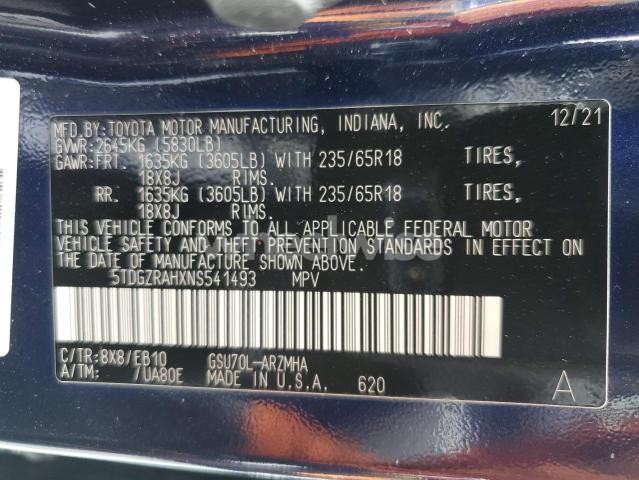 MFD.BY:TOYOTA MOTOR MANUFACTURING, INDIANA, INC. 12/21
GVWR:2645KG (5830LB)
GAWR:FRT. 1635KG (3605LB) WITH 235/65R18 TIRES,
18X8J RIMS.
RR. 1635KG (3605LB) WITH 235/65R18 TIRES,
18X8J RIMS.
THIS VEHICLE CONFORMS TO ALL APPLICABLE FEDERAL MOTOR
VEHICLE SAFETY AND THEFT PREVENTION STANDARDS IN EFFECT ON
THE DATE OF MANUFACTURE SHOWN ABOVE.
5TDGZRAHXNS541493 MPV
C/TR:8X8/EB10 GSU70L-ARZMHA
A/TM: /UA80E MADE IN U.S.A. 620 A